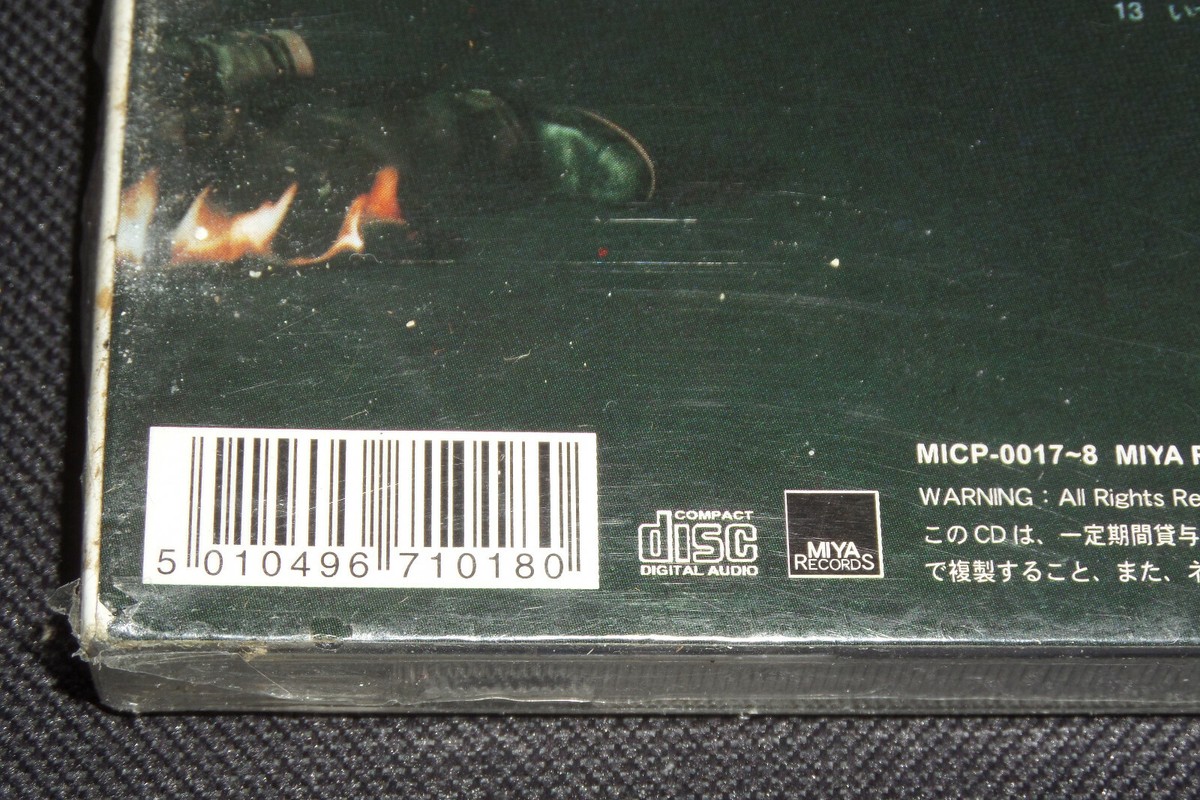 13 い
5 010496 710180
COMPACT
disc
DIGITAL AUDIO
MIYA
RECORDS
MICP-0017~8 MIYA
WARNING : All Rights Re
このCDは、一定期間貸与
で複製すること、また、そ